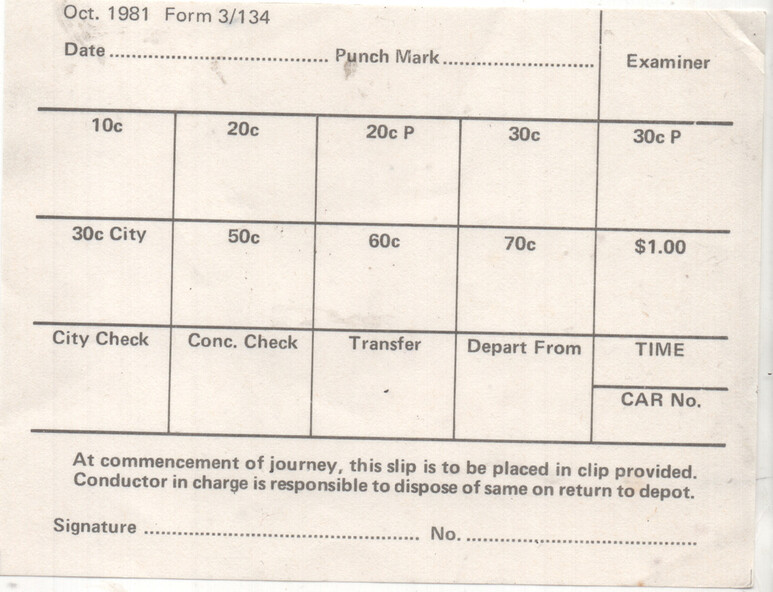 Oct. 1981 Form 3/134
Date ........................................ Punch Mark ............................ Examiner
10c 20c 20c P 30c 30c P
30c City 50c 60c 70c $1.00
City Check Conc. Check Transfer Depart From TIME
CAR No.
At commencement of journey, this slip is to be placed in clip provided.
Conductor in charge is responsible to dispose of same on return to depot.
Signature .................................................. No. ..........................................